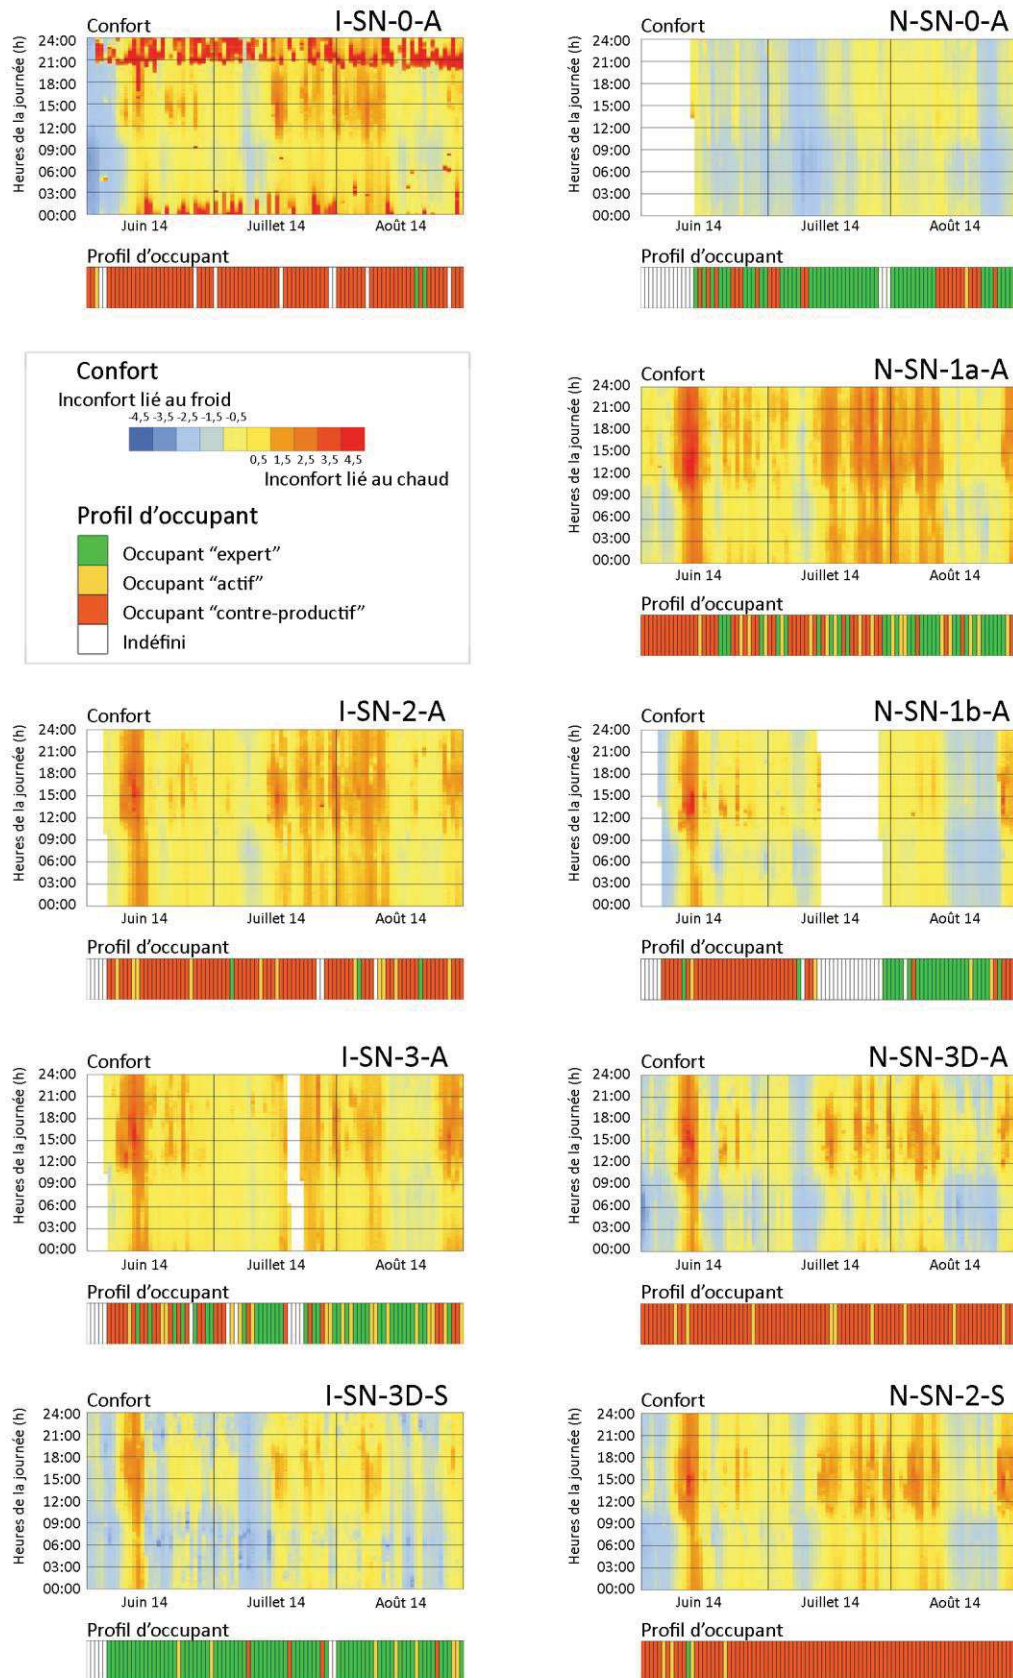 Confort I-SN-0-A
Heures de la journée (h)
24:00
21:00
18:00
15:00
12:00
09:00
06:00
03:00
00:00
Juin 14 Juillet 14 Août 14
Profil d'occupant
Confort N-SN-0-A
Heures de la journée (h)
24:00
21:00
18:00
15:00
12:00
09:00
06:00
03:00
00:00
Juin 14 Juillet 14 Août 14
Profil d'occupant
Confort
Inconfort lié au froid
-4,5 -3,5 -2,5 -1,5 -0,5
0,5 1,5 2,5 3,5 4,5
Inconfort lié au chaud
Profil d'occupant
Occupant "expert"
Occupant "actif"
Occupant "contre-productif"
Indéfini
Confort N-SN-1a-A
Heures de la journée (h)
24:00
21:00
18:00
15:00
12:00
09:00
06:00
03:00
00:00
Juin 14 Juillet 14 Août 14
Profil d'occupant
Confort I-SN-2-A
Heures de la journée (h)
24:00
21:00
18:00
15:00
12:00
09:00
06:00
03:00
00:00
Juin 14 Juillet 14 Août 14
Profil d'occupant
Confort N-SN-1b-A
Heures de la journée (h)
24:00
21:00
18:00
15:00
12:00
09:00
06:00
03:00
00:00
Juin 14 Juillet 14 Août 14
Profil d'occupant
Confort I-SN-3-A
Heures de la journée (h)
24:00
21:00
18:00
15:00
12:00
09:00
06:00
03:00
00:00
Juin 14 Juillet 14 Août 14
Profil d'occupant
Confort N-SN-3D-A
Heures de la journée (h)
24:00
21:00
18:00
15:00
12:00
09:00
06:00
03:00
00:00
Juin 14 Juillet 14 Août 14
Profil d'occupant
Confort I-SN-3D-S
Heures de la journée (h)
24:00
21:00
18:00
15:00
12:00
09:00
06:00
03:00
00:00
Juin 14 Juillet 14 Août 14
Profil d'occupant
Confort N-SN-2-S
Heures de la journée (h)
24:00
21:00
18:00
15:00
12:00
09:00
06:00
03:00
00:00
Juin 14 Juillet 14 Août 14
Profil d'occupant